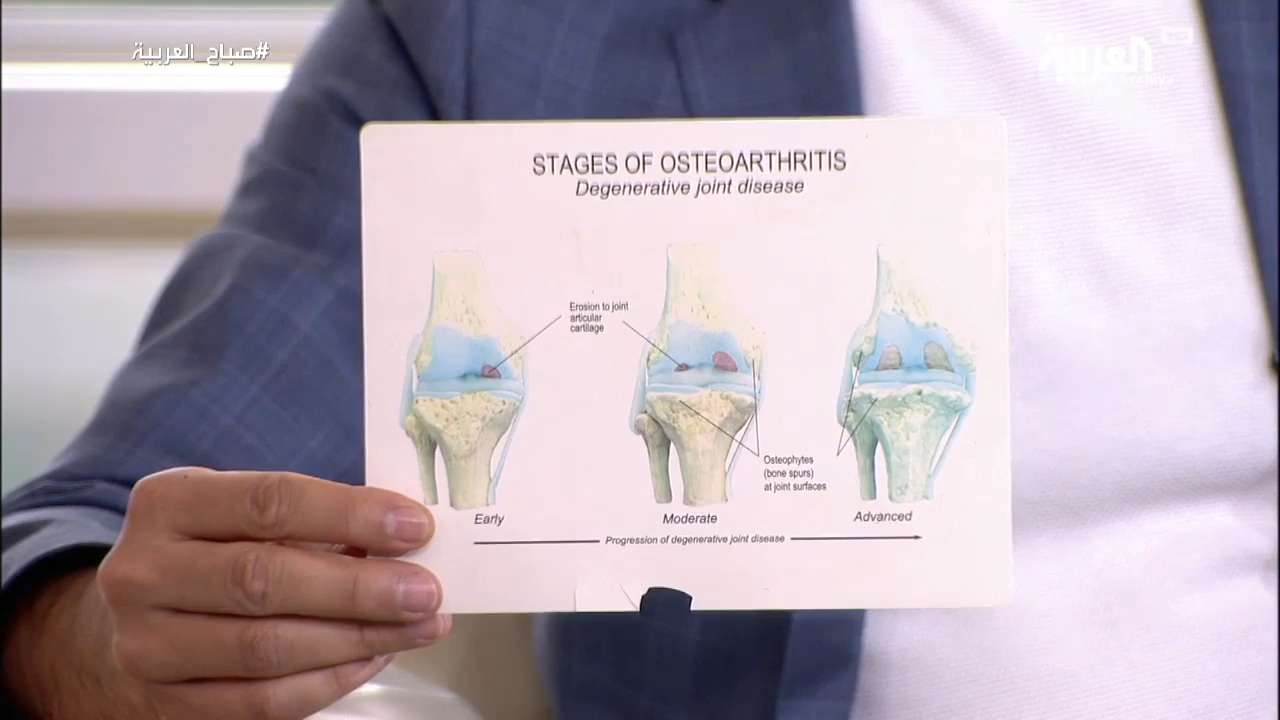 #صباح_العربية
العربية
STAGES OF OSTEOARTHRITIS
Degenerative joint disease
Erosion to joint
articular
cartilage
Osteophytes
(bone spurs)
at joint surfaces
Early
Moderate
Advanced
Progression of degenerative joint disease